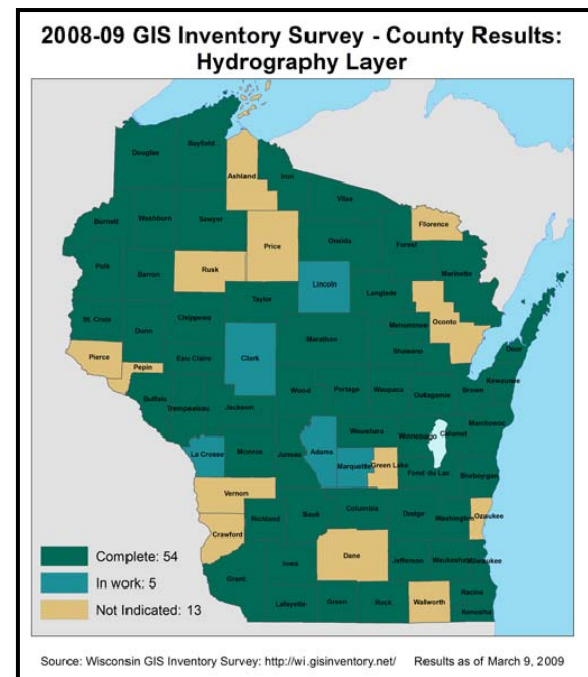 2008-09 GIS Inventory Survey - County Results:
Hydrography Layer
Douglas
Bayfield
Ashland
Iron
Vilas
Florence
Burnett
Washburn
Sawyer
Price
Oneida
Forest
Marinette
Polk
Barron
Rusk
Lincoln
Langlade
Taylor
Oconto
St. Croix
Dunn
Chippewa
Menominee
Marathon
Shawano
Door
Pierce
Pepin
Eau Claire
Clark
Kewaunee
Buffalo
Trempealeau
Jackson
Wood
Portage
Waupaca
Outagamie
Brown
Manitowoc
Waushara
Winnebago
Calumet
La Crosse
Monroe
Juneau
Adams
Marquette
Green Lake
Fond du Lac
Sheboygan
Vernon
Richland
Sauk
Columbia
Dodge
Washington
Ozaukee
Crawford
Dane
Jefferson
Waukesha
Milwaukee
Iowa
Grant
Lafayette
Green
Rock
Walworth
Racine
Kenosha
Complete: 54
In work: 5
Not Indicated: 13
Source: Wisconsin GIS Inventory Survey: http://wi.gisinventory.net/ Results as of March 9, 2009